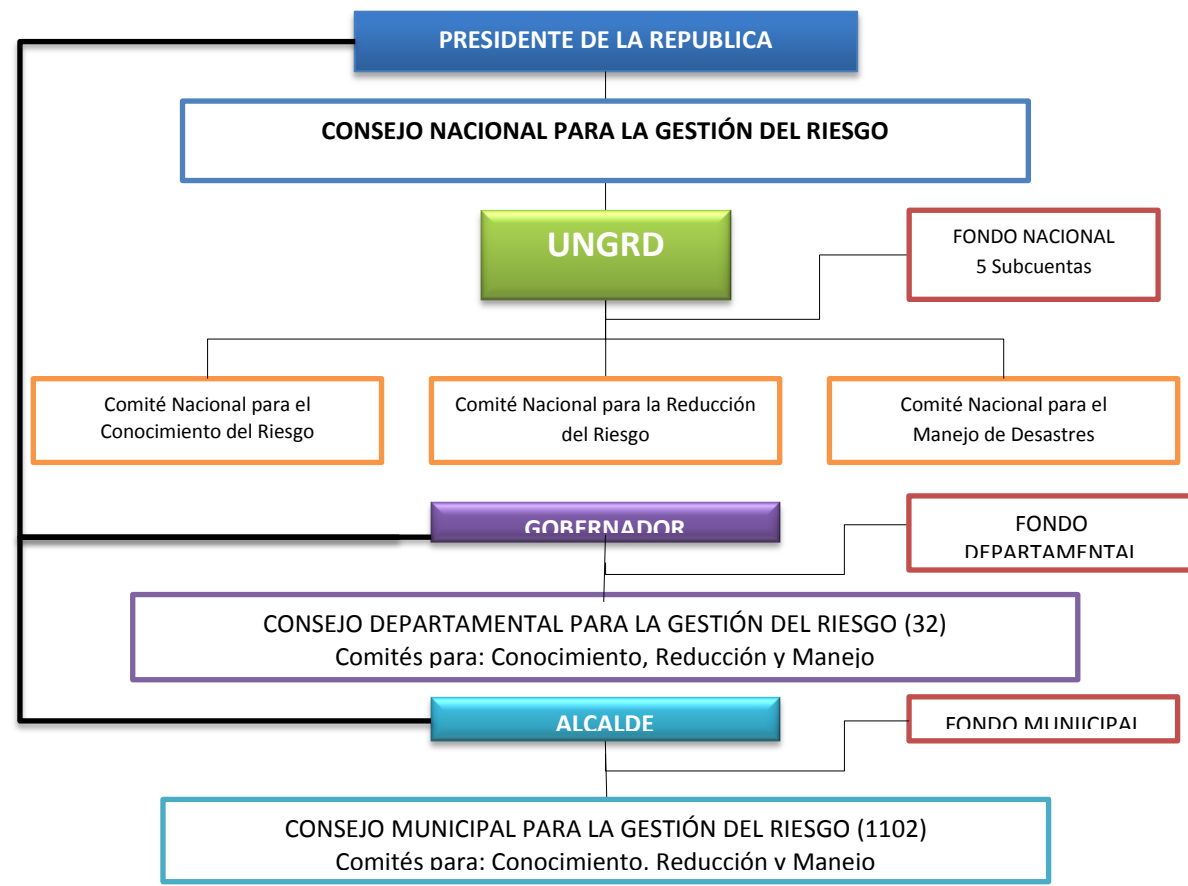 PRESIDENTE DE LA REPUBLICA
CONSEJO NACIONAL PARA LA GESTIÓN DEL RIESGO
UNGRD
FONDO NACIONAL
5 Subcuentas
Comité Nacional para el
Conocimiento del Riesgo
Comité Nacional para la Reducción
del Riesgo
Comité Nacional para el
Manejo de Desastres
GOBERNADOR
FONDO
DEPARTAMENTAL
CONSEJO DEPARTAMENTAL PARA LA GESTIÓN DEL RIESGO (32)
Comités para: Conocimiento, Reducción y Manejo
ALCALDE
FONDO MUNIICIPAL
CONSEJO MUNICIPAL PARA LA GESTIÓN DEL RIESGO (1102)
Comités para: Conocimiento, Reducción y Manejo